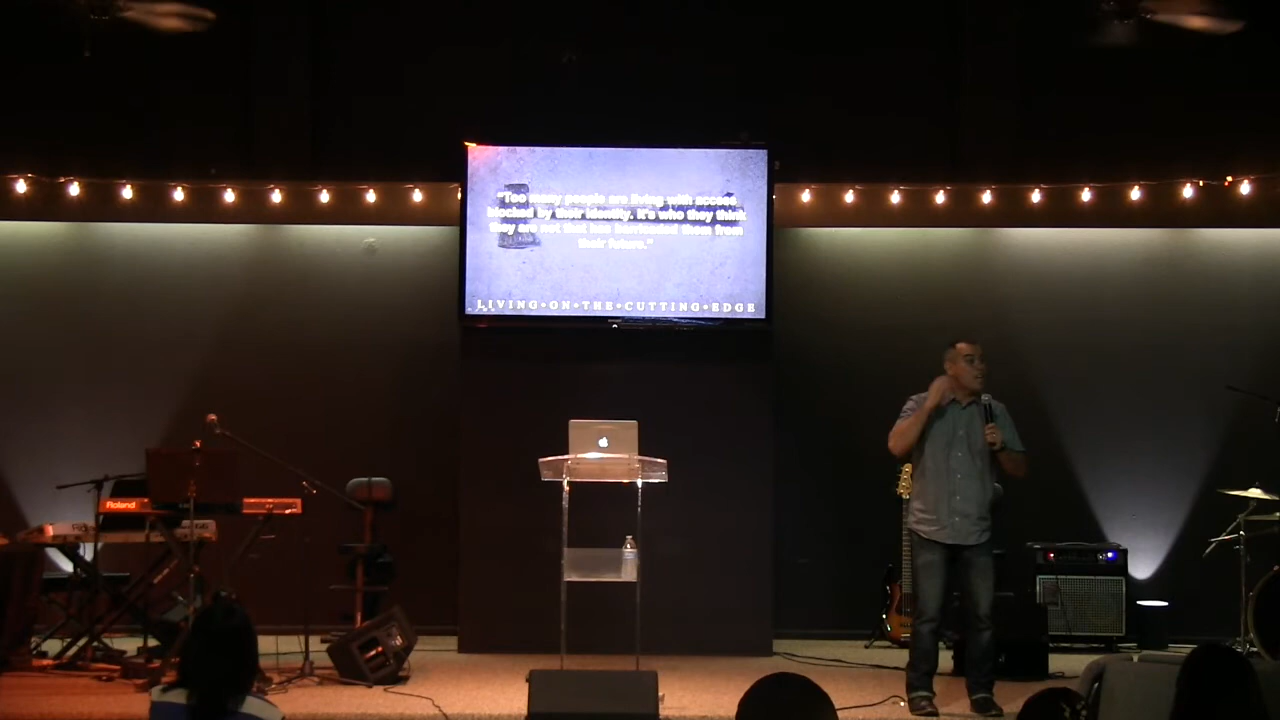 "Too many people are living with access
blocked by their identity. It's who they think
they are not that has barricaded them from
their future."
LIVING•ON•THE•CUTTING•EDGE
Roland